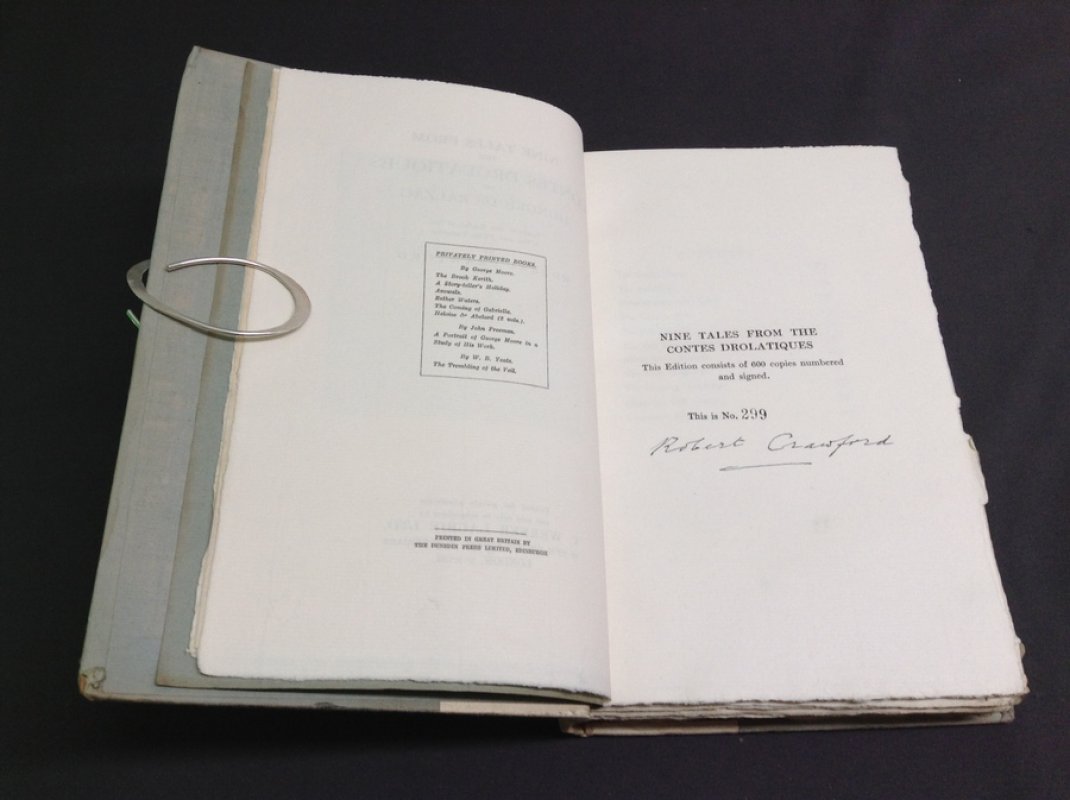 PRIVATELY PRINTED BOOKS.
By George Moore.
The Brook Kerith.
A Story-teller's Holiday.
Avowals.
Esther Waters.
The Coming of Gabrielle.
Heloise & Abelard (2 vols.).
By John Freeman.
A Portrait of George Moore in a
Study of His Work.
By W. B. Yeats.
The Trembling of the Veil.
PRINTED IN GREAT BRITAIN BY
THE DUNEDIN PRESS LIMITED, EDINBURGH
NINE TALES FROM THE
CONTES DROLATIQUES
This Edition consists of 600 copies numbered
and signed.
This is No. 299
Robert Crawford